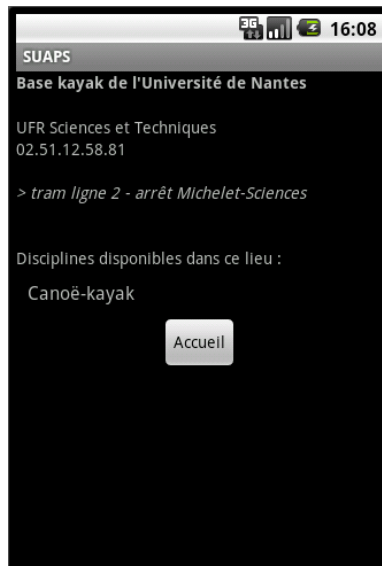 3G 16:08
SUAPS
Base kayak de l'Université de Nantes
UFR Sciences et Techniques
02.51.12.58.81
> tram ligne 2 - arrêt Michelet-Sciences
Disciplines disponibles dans ce lieu :
Canoë-kayak
Accueil